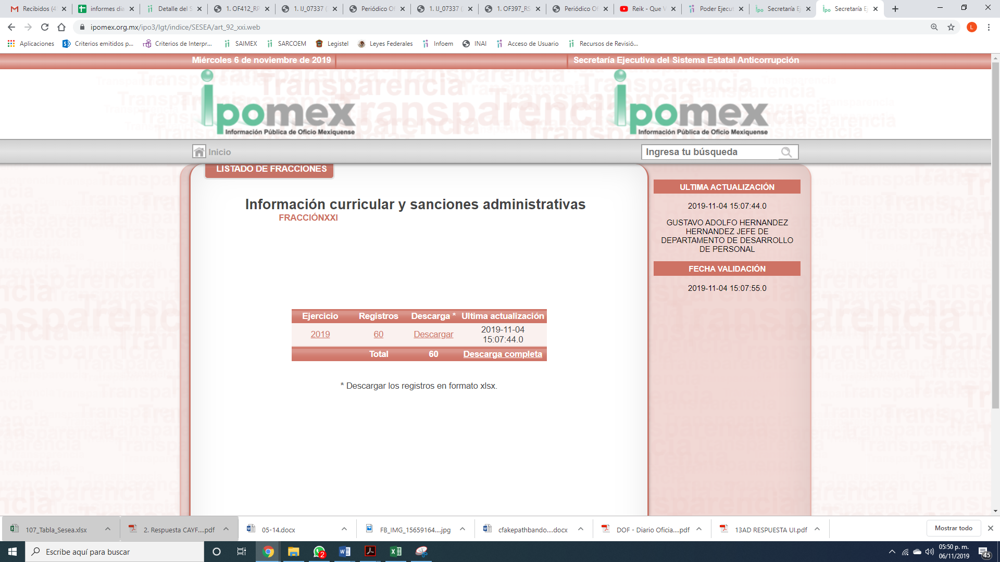 Recibidos (4
informes dia
Detalle del S
1. OF412_RP
1. IJ_07337 (
Periódico Of
1. IJ_07337 (
1. OF397_RS
Periódico Of
Reik - Que V
Poder Ejecut
Secretaría Ej
Secretaría Ej
ipomex.org.mx/ipo3/lgt/indice/SESEA/art_92_xxi.web
L
Aplicaciones
Criterios emitidos p...
Criterios de Interpr...
SAIMEX
SARCOEM
Legistel
Leyes Federales
Infoem
INAI
Acceso de Usuario
Recursos de Revisió...
Miércoles 6 de noviembre de 2019
Secretaría Ejecutiva del Sistema Estatal Anticorrupción
ipomex
Información Pública de Oficio Mexiquense
ipomex
Información Pública de Oficio Mexiquense
Inicio
Ingresa tu búsqueda
LISTADO DE FRACCIONES
Información curricular y sanciones administrativas
FRACCIÓNXXI
ULTIMA ACTUALIZACIÓN
2019-11-04 15:07:44.0
GUSTAVO ADOLFO HERNANDEZ
HERNANDEZ JEFE DE
DEPARTAMENTO DE DESARROLLO
DE PERSONAL
FECHA VALIDACIÓN
2019-11-04 15:07:55.0
Ejercicio Registros Descarga * Ultima actualización
2019 60 Descargar 2019-11-04
15:07:44.0
Total 60 Descarga completa
* Descargar los registros en formato xlsx.
107_Tabla_Sesea.xlsx
2. Respuesta CAYF....pdf
05-14.docx
FB_IMG_15659164....jpg
cfakepathbando....docx
DOF - Diario Oficia....pdf
13AD RESPUESTA UI.pdf
Mostrar todo
Escribe aquí para buscar
2
05:50 p. m.
06/11/2019
45